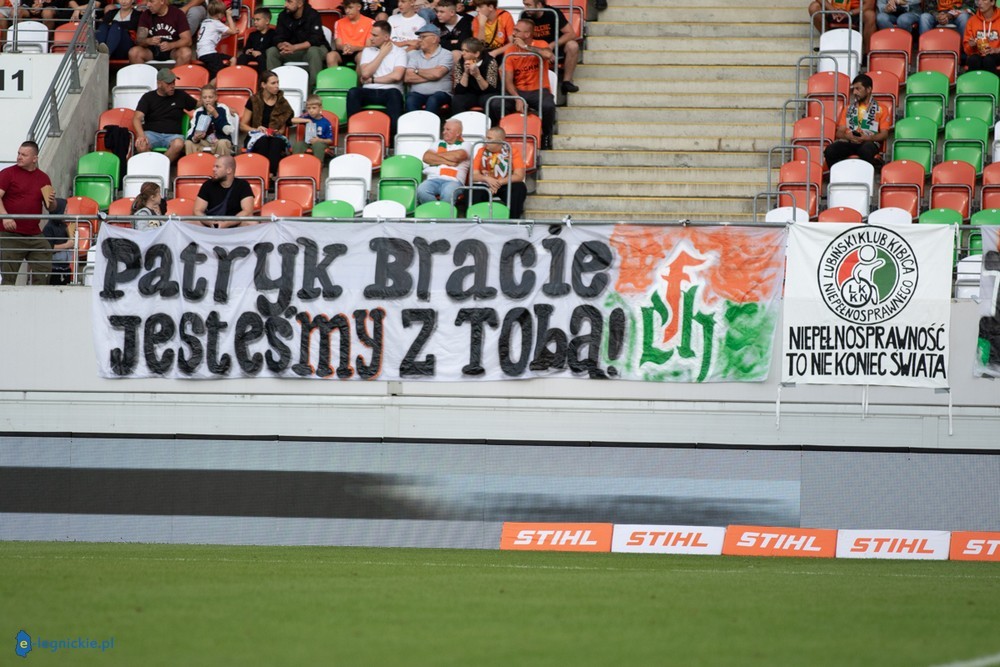 11
Patryk Bracie
Jesteśmy z Tobą!
fch
LUBIŃSKI KLUB KIBICA
NIEPEŁNOSPRAWNEGO
LKKN
NIEPEŁNOSPRAWNOŚĆ
TO NIE KONIEC ŚWIATA
STIHL STIHL STIHL STIHL ST
e-legnickie.pl